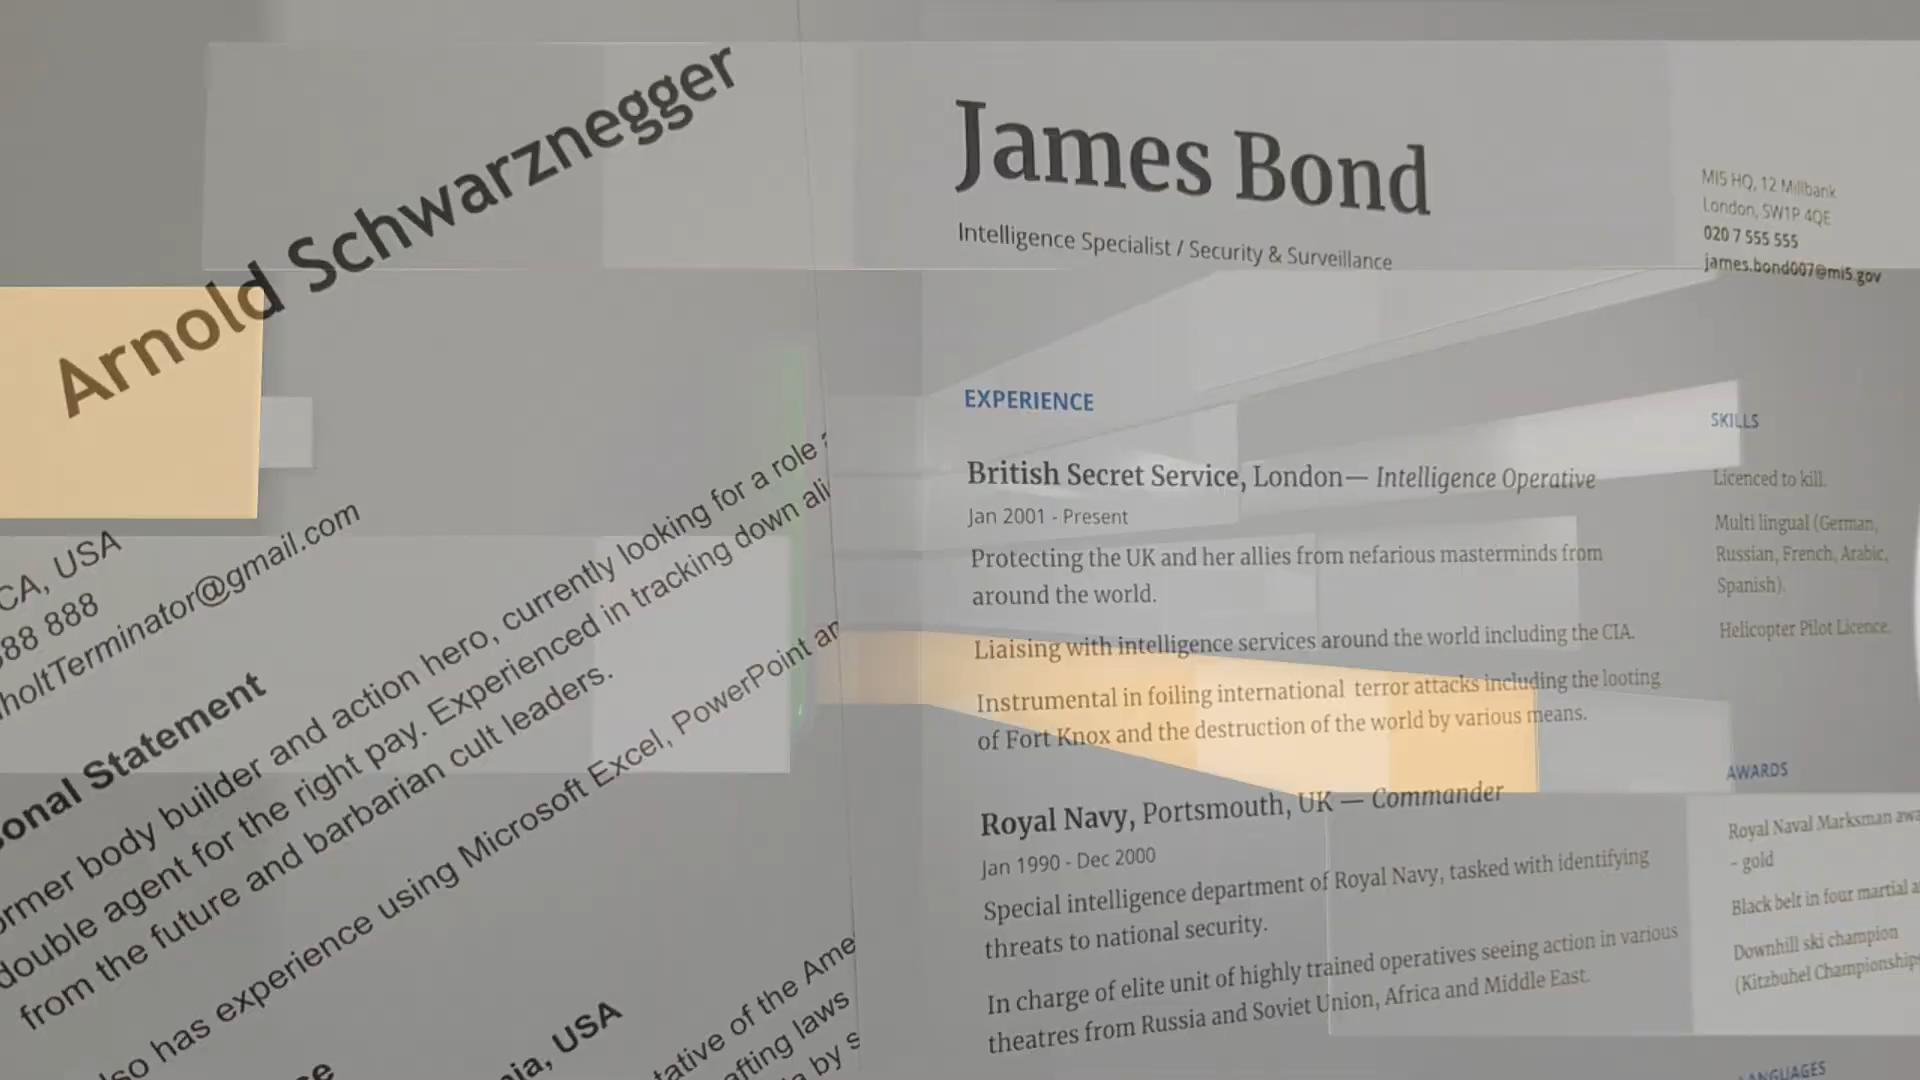 Arnold Schwarznegger
CA, USA
88 888
holtTerminator@gmail.com
onal Statement
ormer body builder and action hero, currently looking for a role
double agent for the right pay. Experienced in tracking down ali
from the future and barbarian cult leaders.
so has experience using Microsoft Excel, PowerPoint an
ce
nia, USA
tative of the Ame
afting laws
by s
James Bond
Intelligence Specialist / Security & Surveillance
MI5 HQ, 12 Millbank
London, SW1P 4QE
020 7 555 555
james.bond007@mi5.gov
EXPERIENCE
British Secret Service, London— Intelligence Operative
Jan 2001 - Present
Protecting the UK and her allies from nefarious masterminds from
around the world.
Liaising with intelligence services around the world including the CIA.
Instrumental in foiling international terror attacks including the looting
of Fort Knox and the destruction of the world by various means.
Royal Navy, Portsmouth, UK — Commander
Jan 1990 - Dec 2000
Special intelligence department of Royal Navy, tasked with identifying
threats to national security.
In charge of elite unit of highly trained operatives seeing action in various
theatres from Russia and Soviet Union, Africa and Middle East.
SKILLS
Licenced to kill.
Multi lingual (German,
Russian, French, Arabic,
Spanish).
Helicopter Pilot Licence.
AWARDS
Royal Naval Marksman awa
- gold
Black belt in four martial a
Downhill ski champion
(Kitzbuhel Championship
ANGUAGES